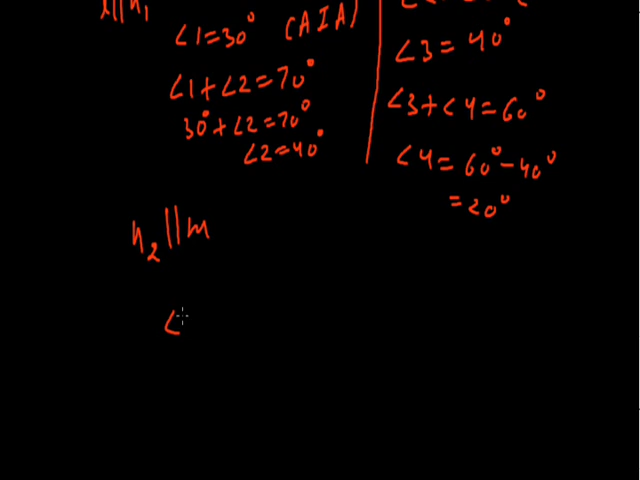 l||n₁
∠1=30° (AIA)
∠1+∠2=70°
30°+∠2=70°
∠2=40°
∠3=40°
∠3+∠4=60°
∠4=60°-40°
=20°
n₂||m
∠